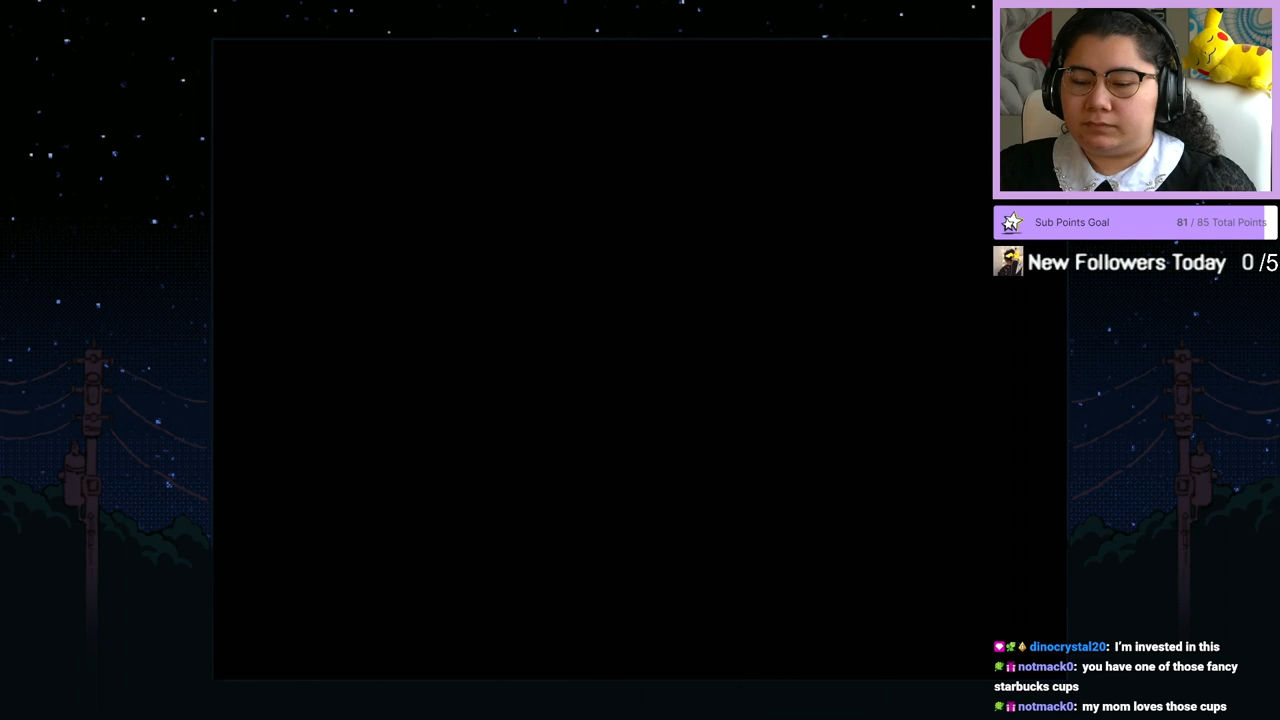 Sub Points Goal 81 / 85 Total Points
New Followers Today 0 /5
dinocrystal20: I'm invested in this
notmack0: you have one of those fancy
starbucks cups
notmack0: my mom loves those cups